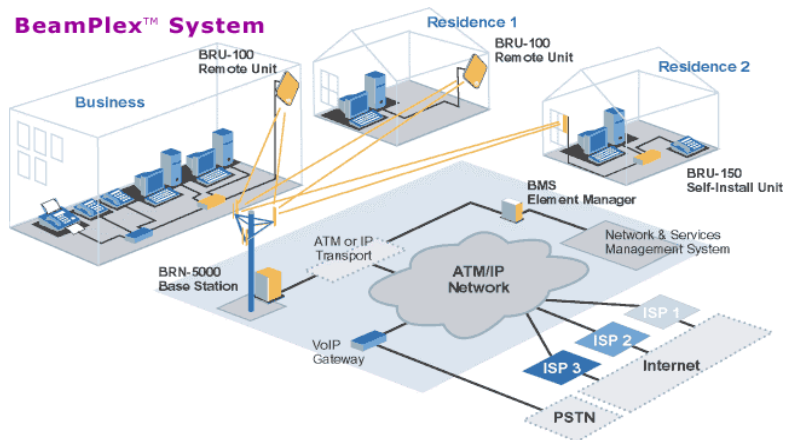 BeamPlex™ System
Residence 1
BRU-100
Remote Unit
BRU-100
Remote Unit
Residence 2
Business
BRU-150
Self-Install Unit
BMS
Element Manager
Network & Services
Management System
ATM or IP
Transport
BRN-5000
Base Station
ATM/IP
Network
VoIP
Gateway
ISP 1
ISP 2
ISP 3
Internet
PSTN